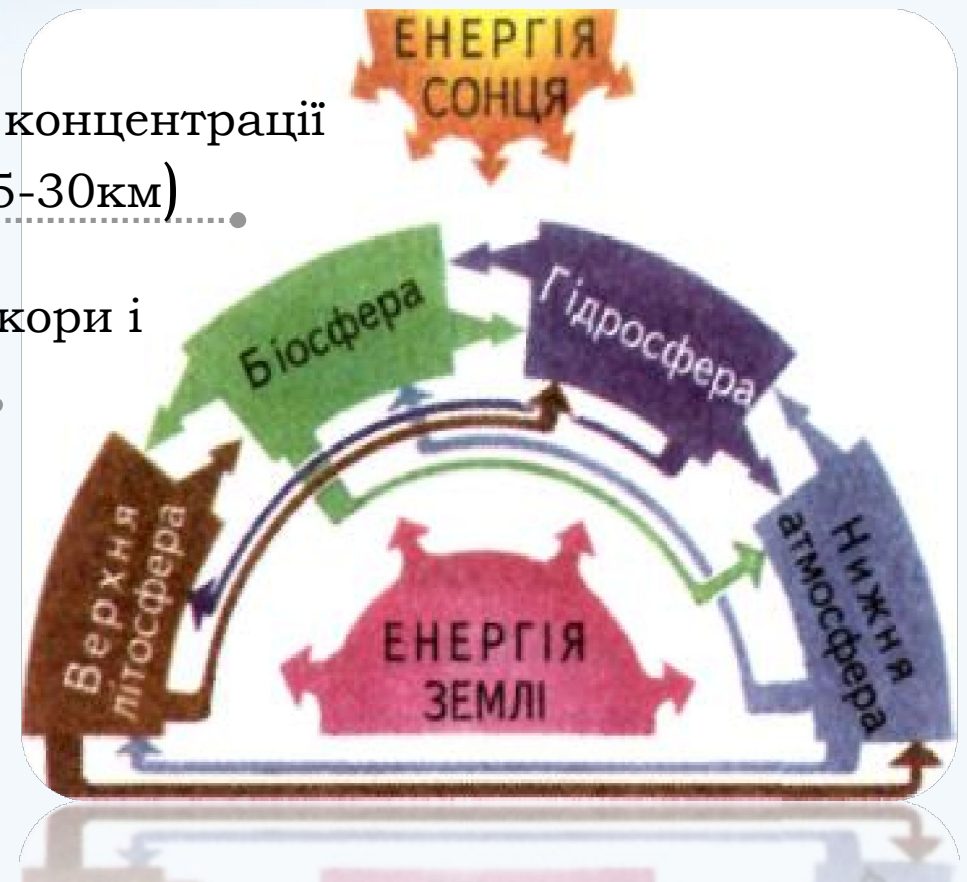 ЕНЕРГІЯ
СОНЦЯ
концентрації
5-30км)
кори і
Біосфера
Гідросфера
Верхня
літосфера
Нижня
атмосфера
ЕНЕРГІЯ
ЗЕМЛІ